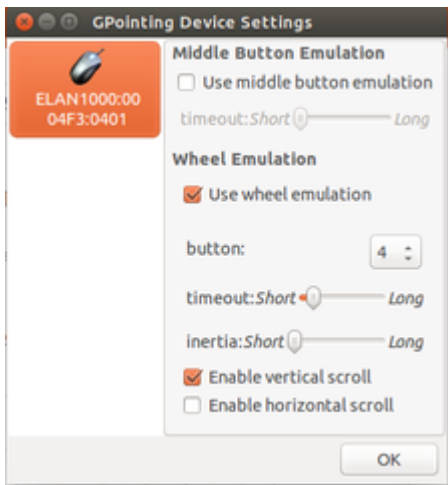 GPointing Device Settings
ELAN1000:00
04F3:0401
Middle Button Emulation
Use middle button emulation
timeout: Short Long
Wheel Emulation
Use wheel emulation
button: 4
timeout: Short Long
inertia: Short Long
Enable vertical scroll
Enable horizontal scroll
OK